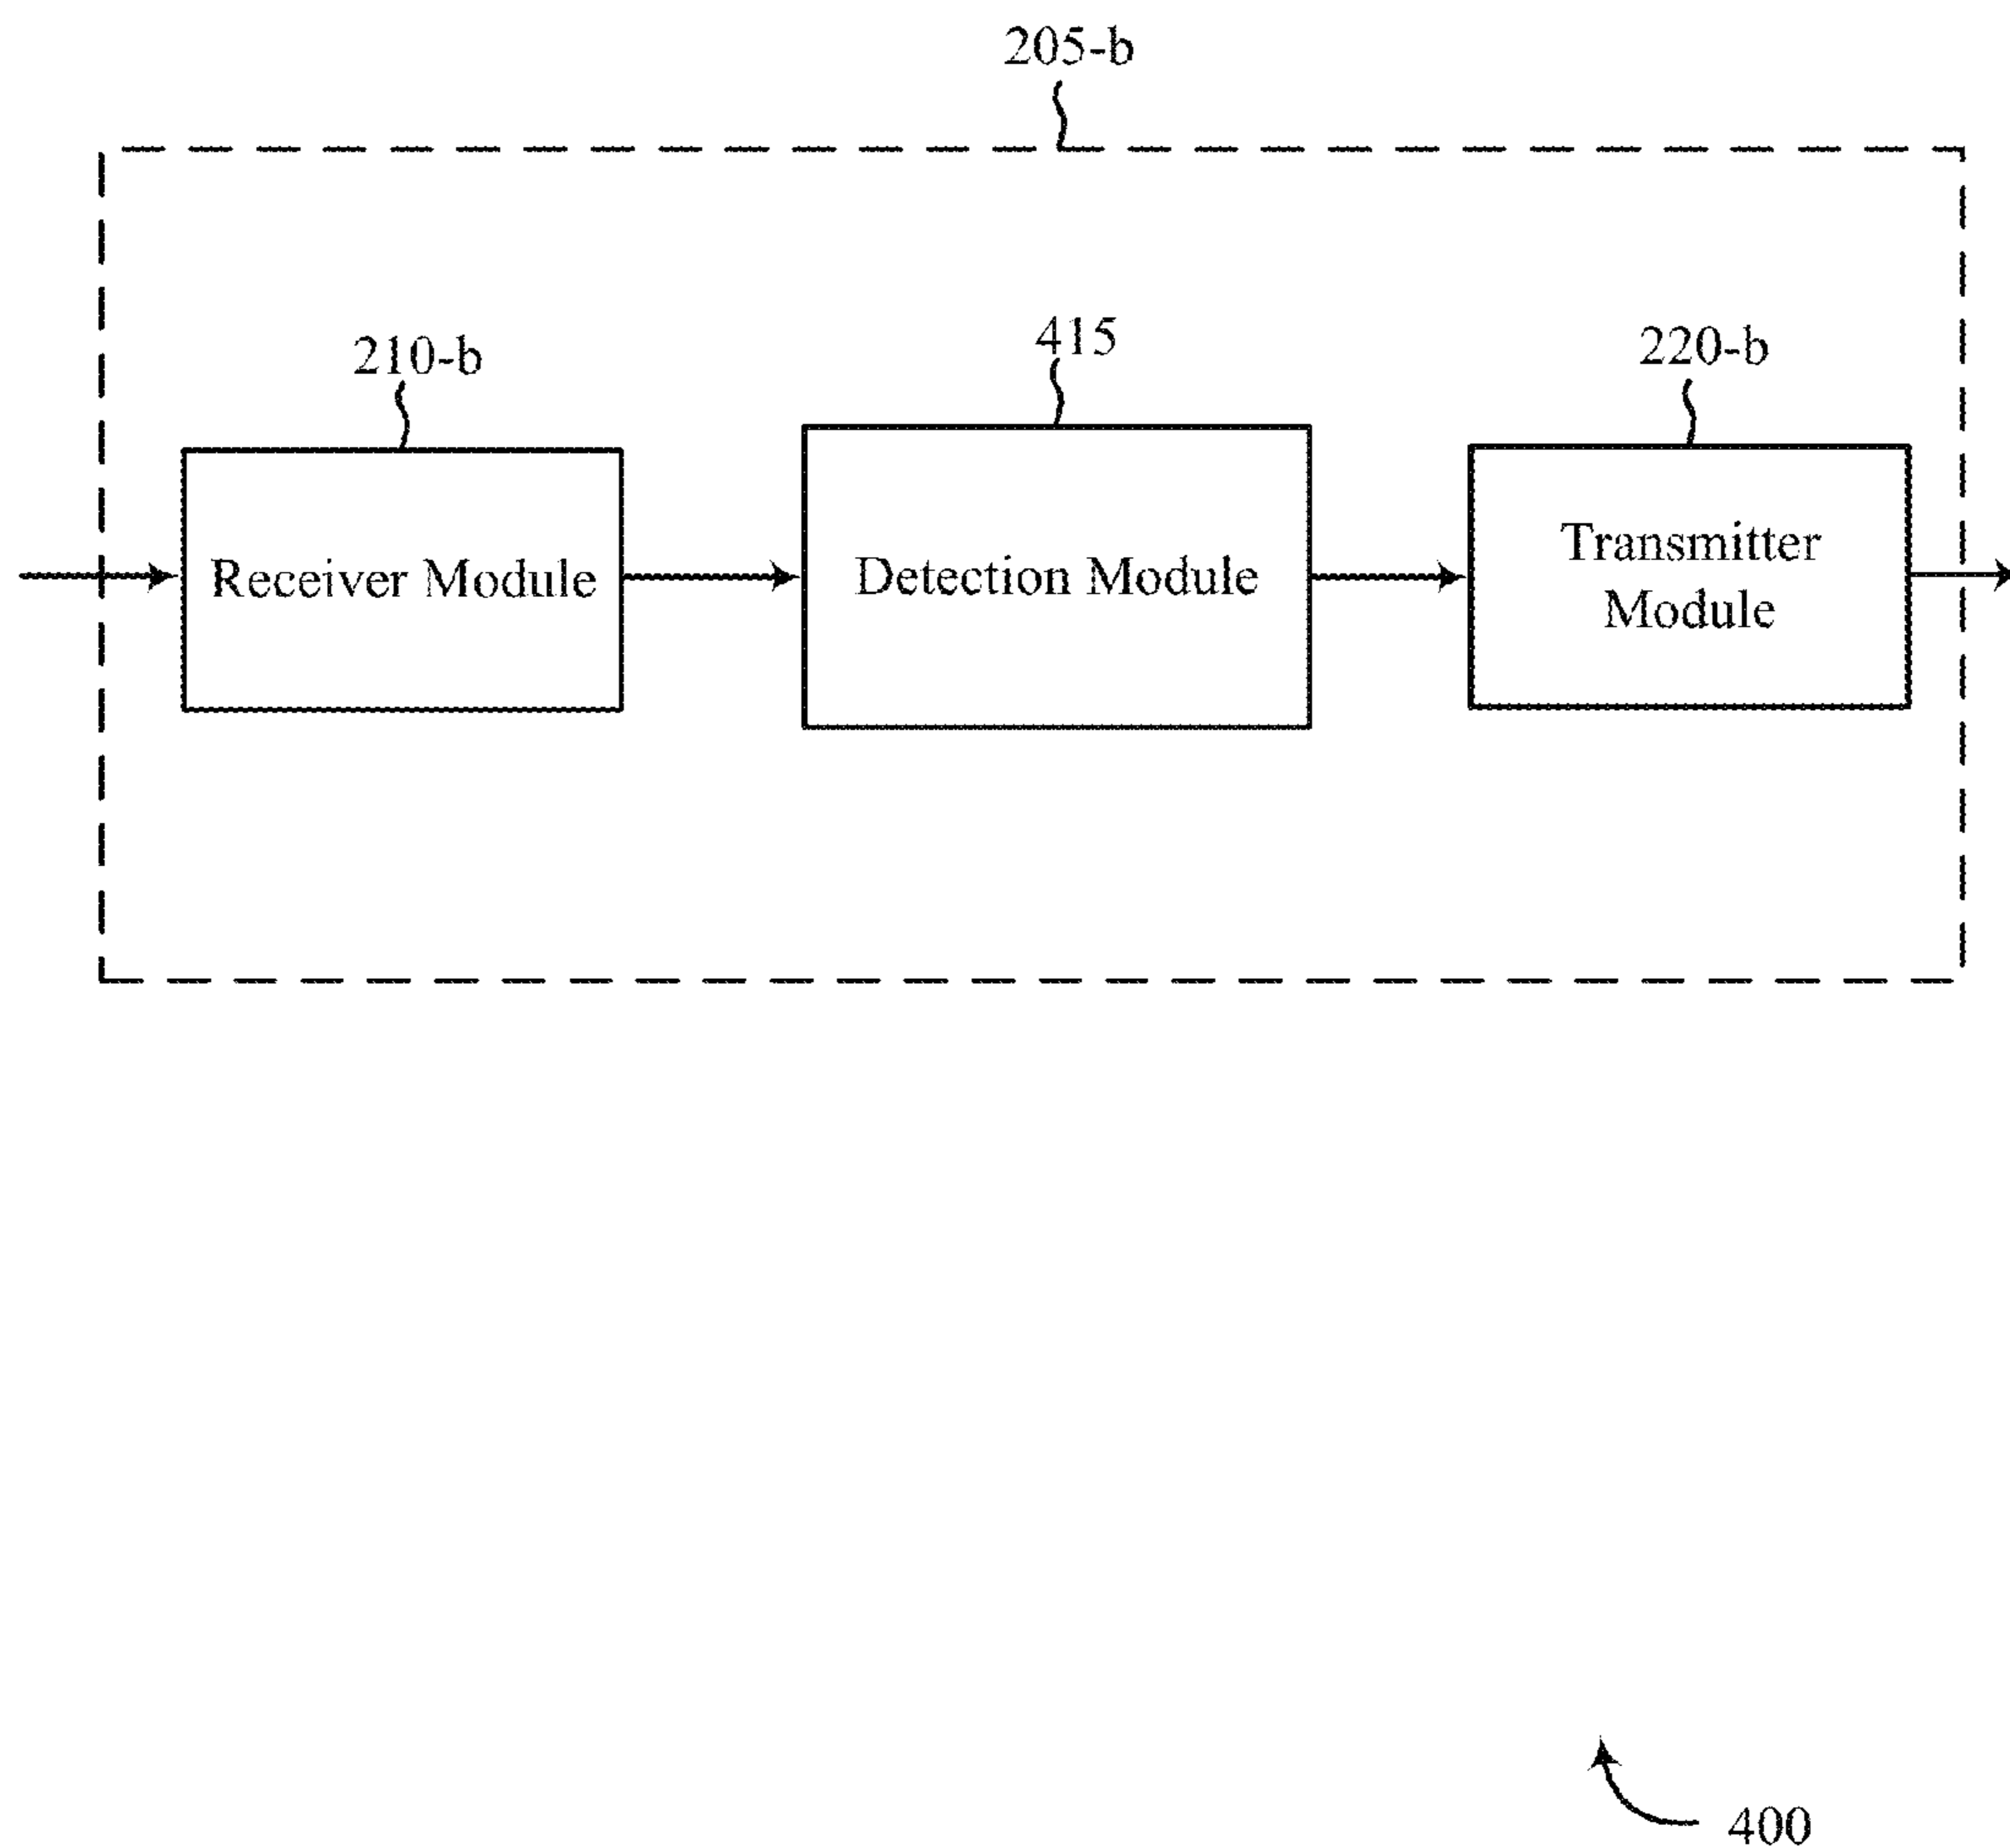 205-b
210-b
415
220-b
Receiver Module
Detection Module
Transmitter
Module
400